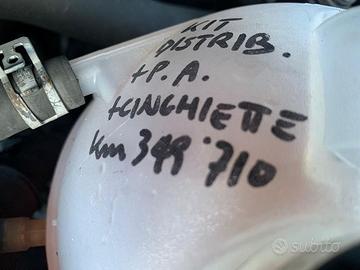 KIT
DISTRIB.
+P.A.
+CINGHIETTE
Km 349'710
subito